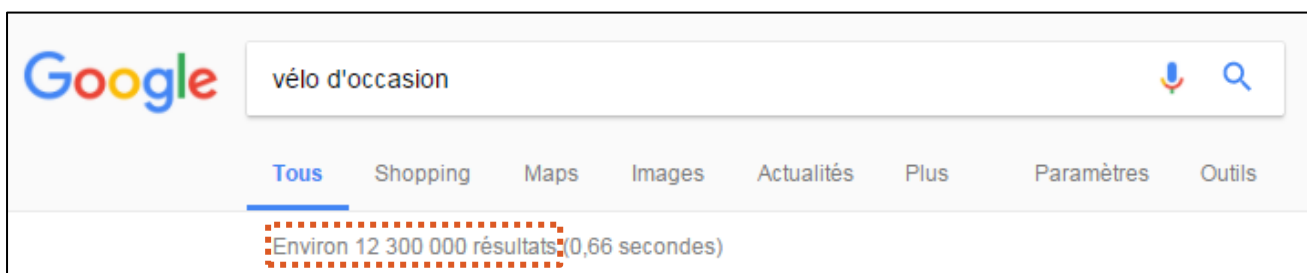 Google vélo d'occasion
Tous Shopping Maps Images Actualités Plus Paramètres Outils
Environ 12 300 000 résultats (0,66 secondes)